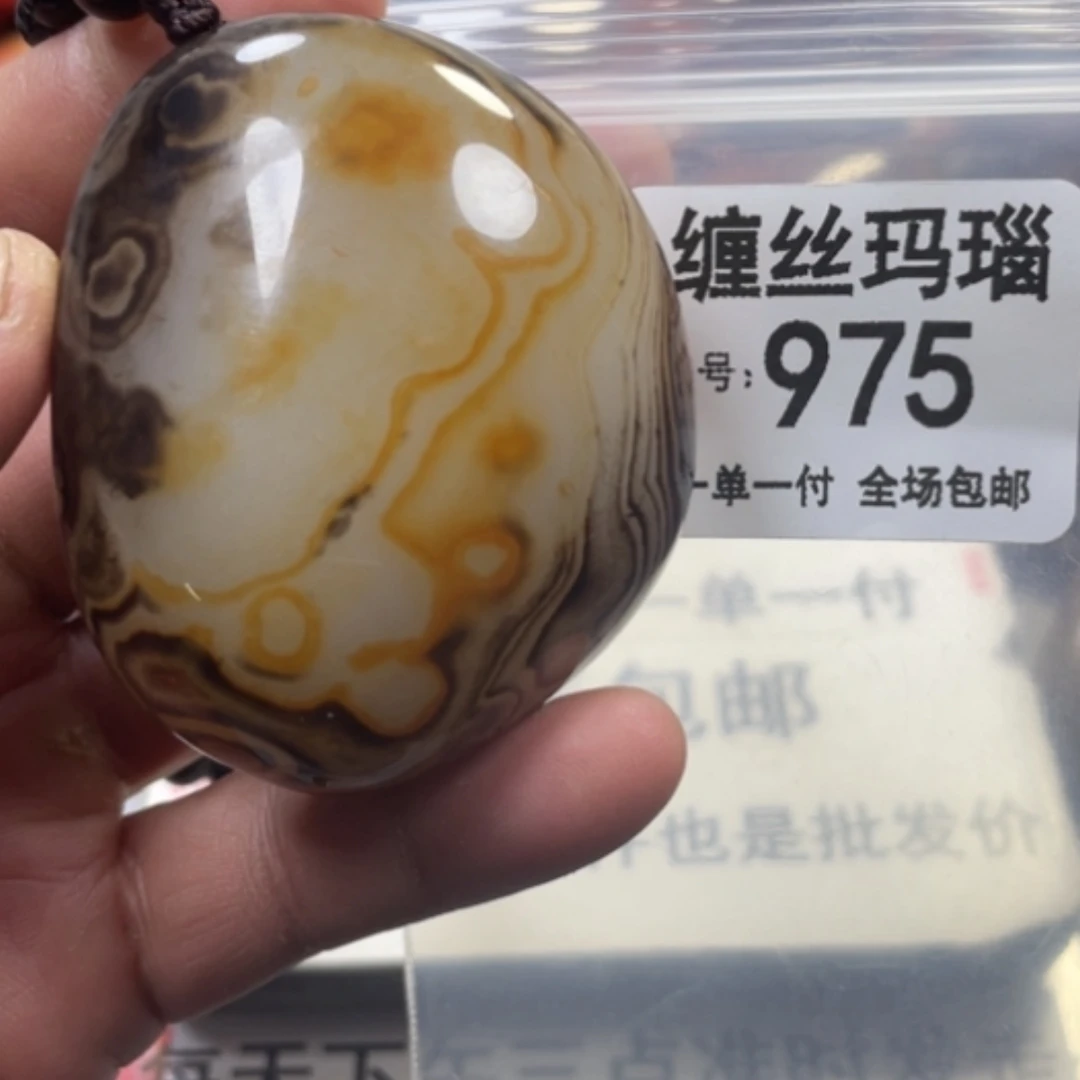 缠丝玛瑙
号:975
一单一付 全场包邮
一单一付
包邮
也是批发价